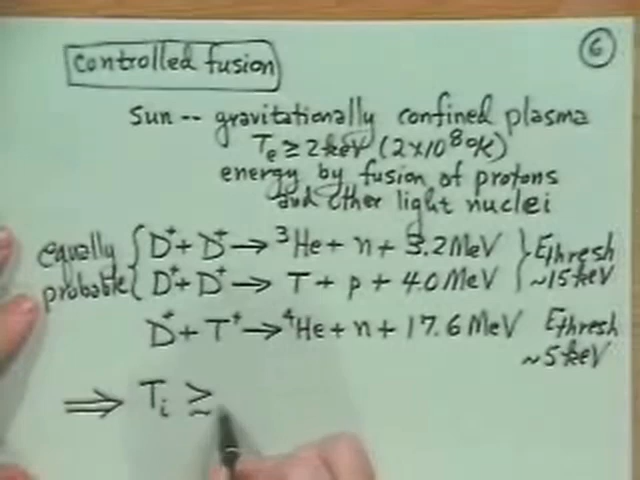 6
controlled fusion
Sun -- gravitationally confined plasma
Te ≥ 2 keV (2×10⁸ °K)
energy by fusion of protons
and other light nuclei
equally probable { D⁺ + D⁺ → ³He + n + 3.2 MeV } Ethresh
D⁺ + D⁺ → T + p + 4.0 MeV ~15 keV
D⁺ + T⁺ → ⁴He + n + 17.6 MeV Ethresh
~5 keV
⇒ Ti ≳